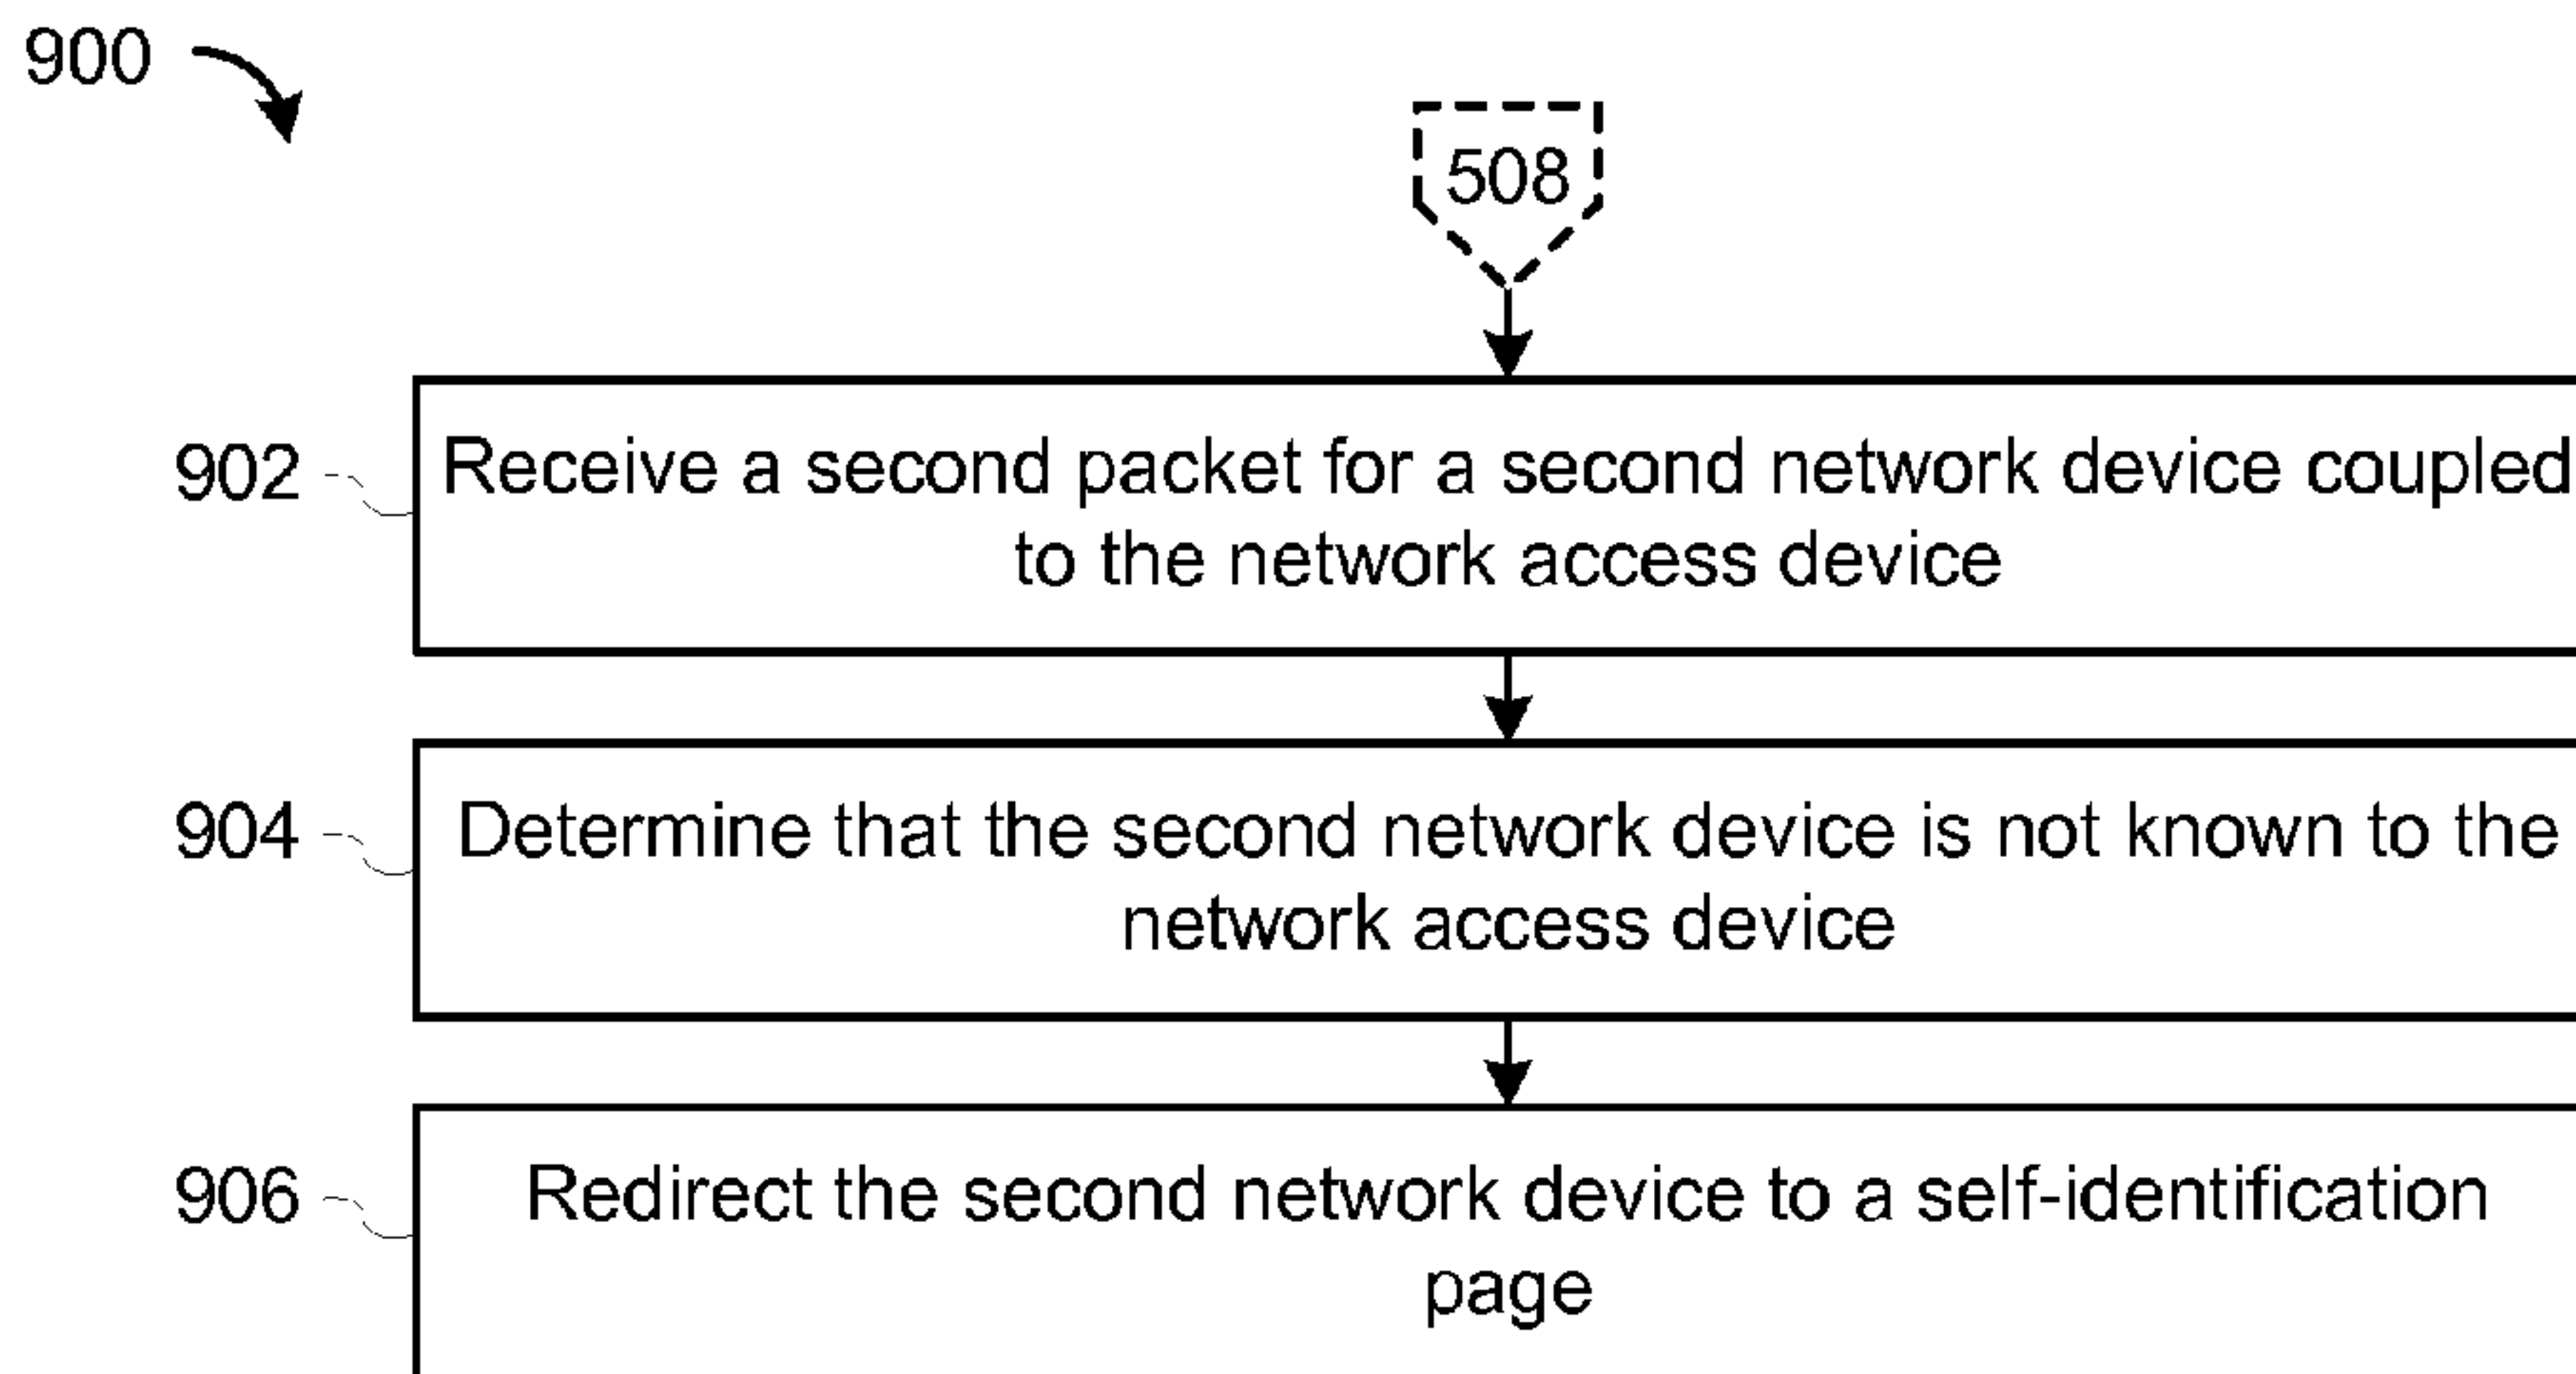 900
508
902
Receive a second packet for a second network device coupled
to the network access device
904
Determine that the second network device is not known to the
network access device
906
Redirect the second network device to a self-identification
page